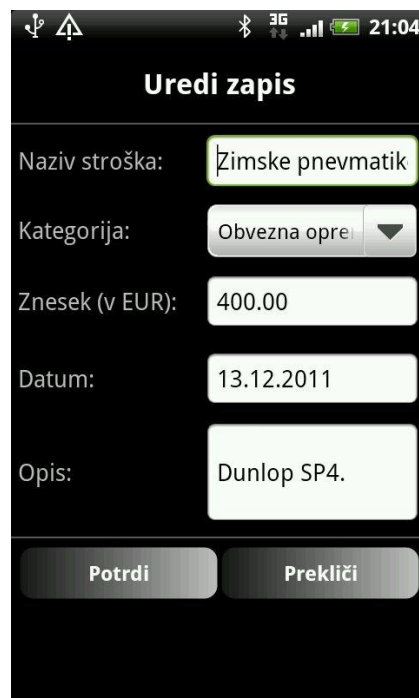 3G 21:04
Uredi zapis
Naziv stroška: Zimske pnevmatik
Kategorija: Obvezna opre
Znesek (v EUR): 400.00
Datum: 13.12.2011
Opis: Dunlop SP4.
Potrdi Prekliči